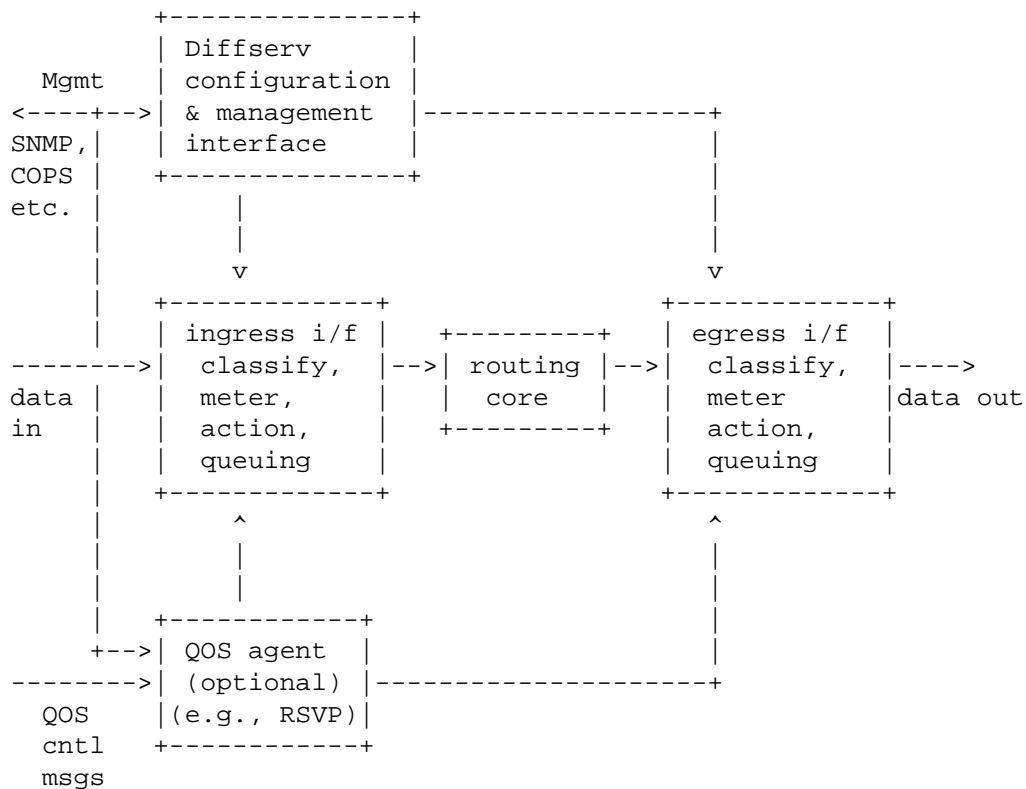 Diffserv
Mgmt configuration
& management
SNMP, interface
COPS
etc.
ingress i/f egress i/f
classify, routing classify,
data meter, core meter data out
in action, action,
queuing queuing
QOS agent
(optional)
QOS (e.g., RSVP)
cntl
msgs